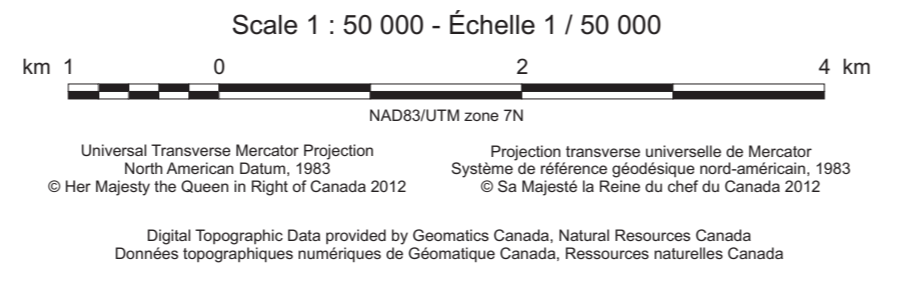 Scale 1 : 50 000 - Échelle 1 / 50 000
km 1 0 2 4 km
NAD83/UTM zone 7N
Universal Transverse Mercator Projection
North American Datum, 1983
© Her Majesty the Queen in Right of Canada 2012
Projection transverse universelle de Mercator
Système de référence géodésique nord-américain, 1983
© Sa Majesté la Reine du chef du Canada 2012
Digital Topographic Data provided by Geomatics Canada, Natural Resources Canada
Données topographiques numériques de Géomatique Canada, Ressources naturelles Canada